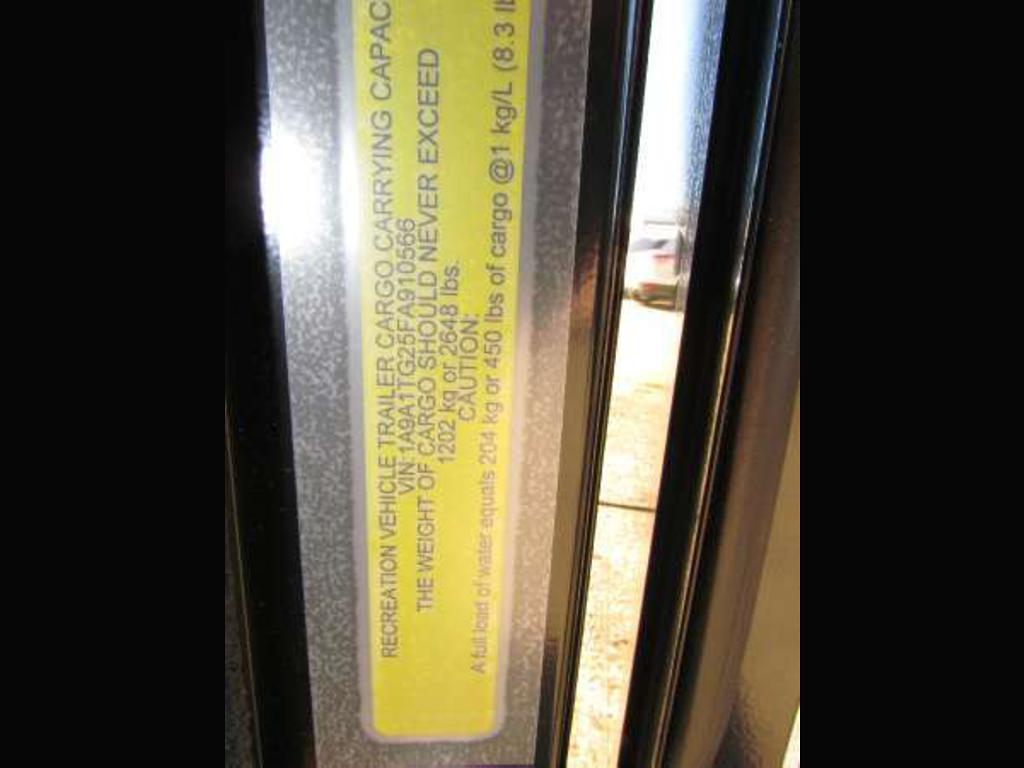 RECREATION VEHICLE TRAILER CARGO CARRYING CAPAC
VIN:1A9A1TG25FA910566
THE WEIGHT OF CARGO SHOULD NEVER EXCEED
1202 kg or 2648 lbs.
CAUTION:
A full load of water equals 204 kg or 450 lbs of cargo @1 kg/L (8.3 lb